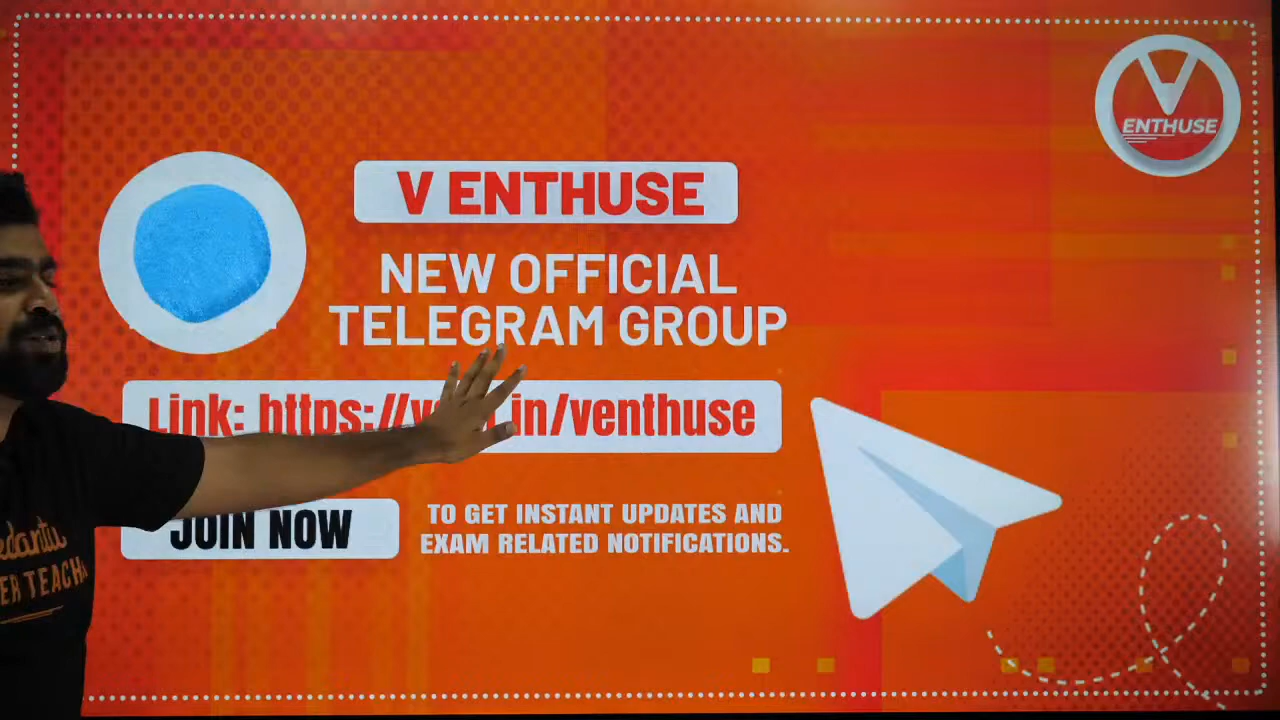 V
ENTHUSE
V ENTHUSE
NEW OFFICIAL
TELEGRAM GROUP
Link: in/venthuse
JOIN NOW
TO GET INSTANT UPDATES AND
EXAM RELATED NOTIFICATIONS.